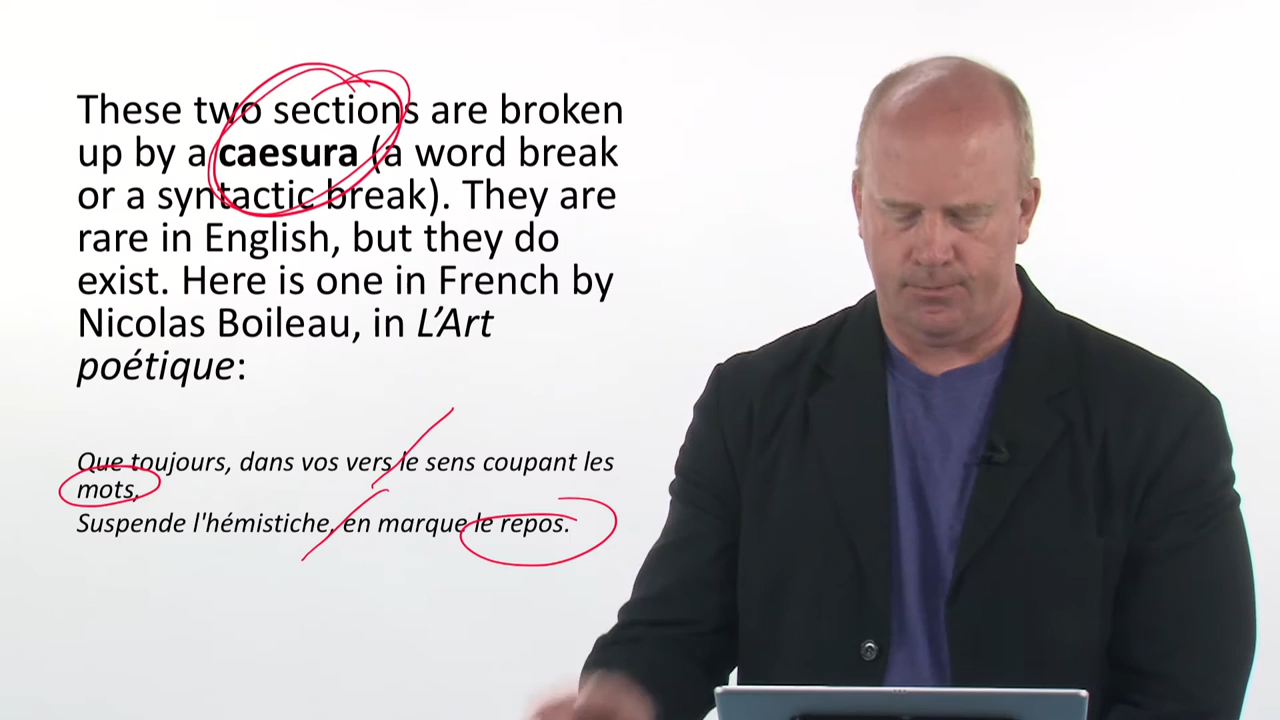 These two sections are broken
up by a caesura (a word break
or a syntactic break). They are
rare in English, but they do
exist. Here is one in French by
Nicolas Boileau, in L’Art
poétique:
Que toujours, dans vos vers le sens coupant les
mots,
Suspende l'hémistiche, en marque le repos.